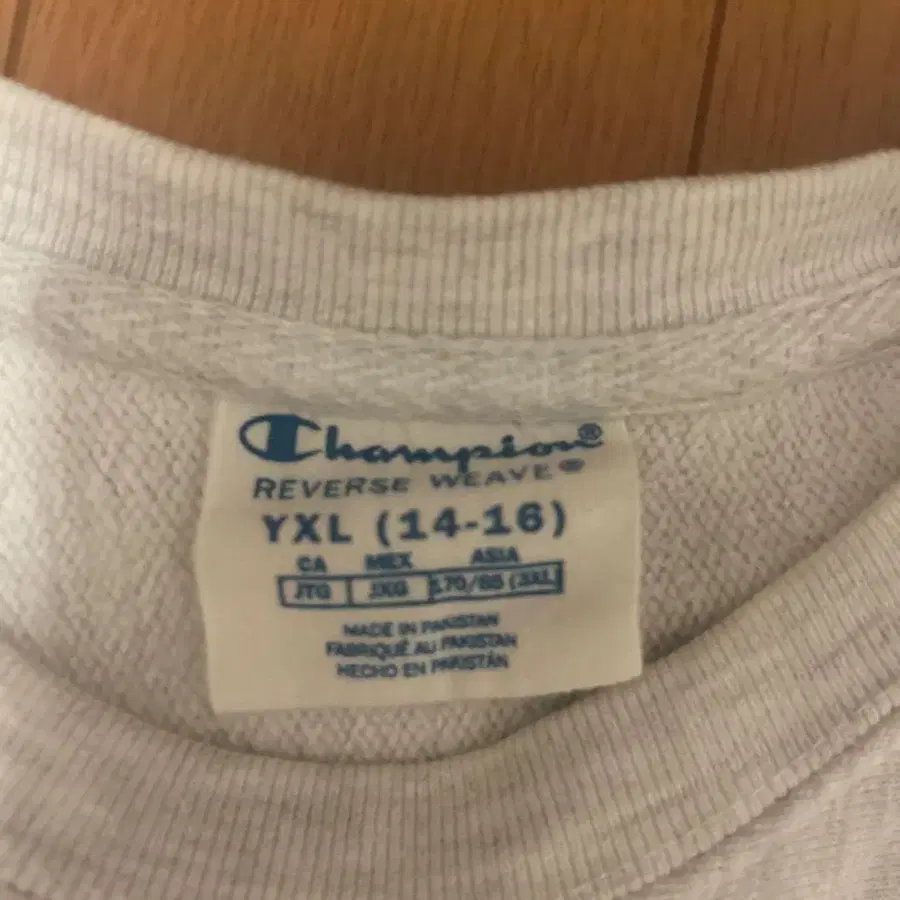 Champion®
REVERSE WEAVE®
YXL (14-16)
CA MEX ASIA
JTG JXG 170/85 (3XL)
MADE IN PAKISTAN
FABRIQUÉ AU PAKISTAN
HECHO EN PAKISTÁN